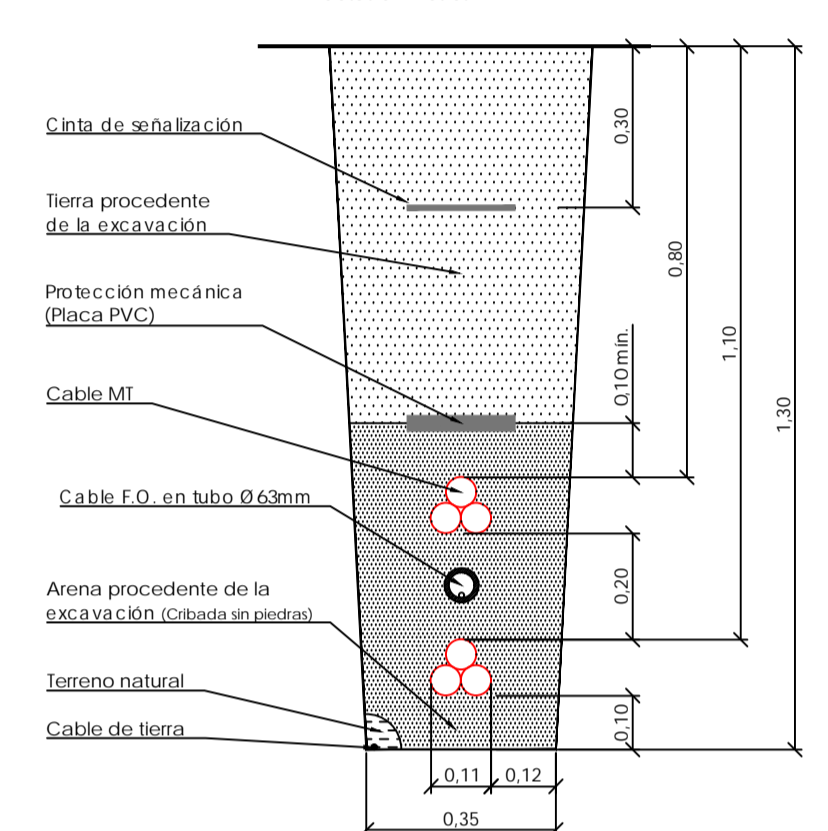 Cinta de señalización
Tierra procedente
de la excavación
Protección mecánica
(Placa PVC)
Cable MT
Cable F.O. en tubo Ø63mm
Arena procedente de la
excavación (Cribada sin piedras)
Terreno natural
Cable de tierra
0,30
0,80
0,10mín.
1,10
1,30
0,20
0,10
0,11
0,12
0,35